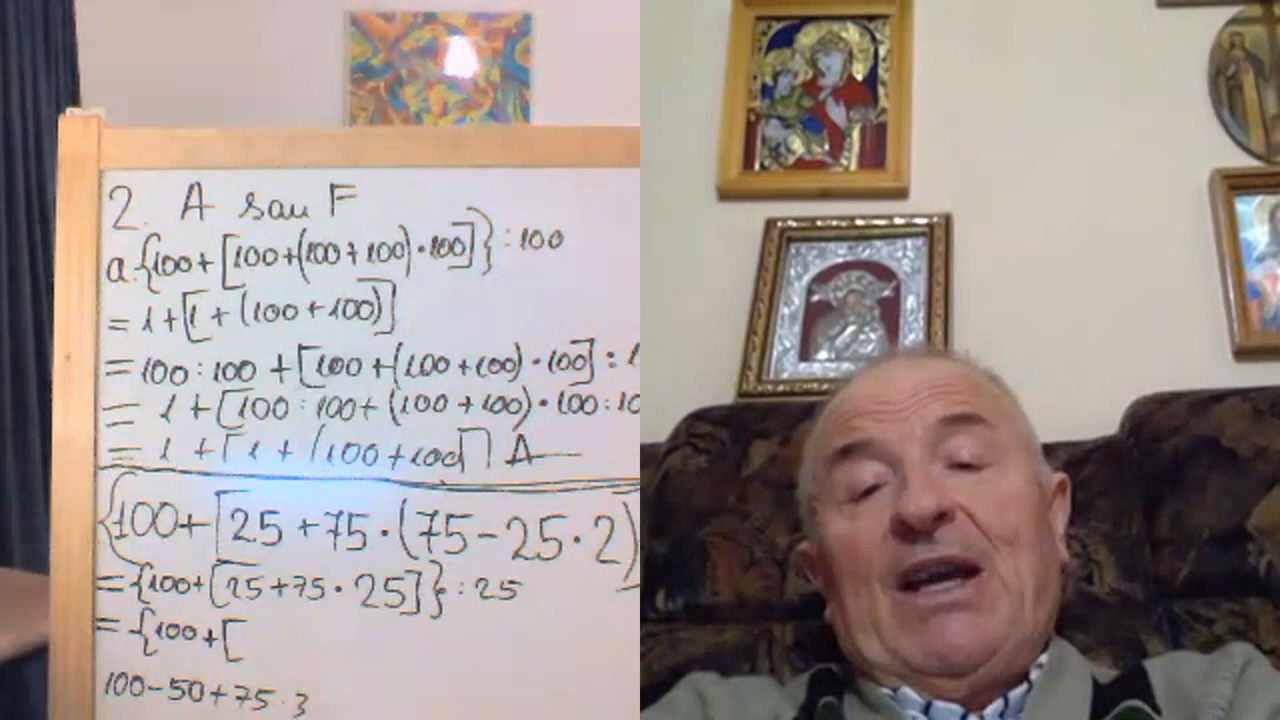 2. A sau F
a. {100+[100+(100+100)·100]}:100
= 1+[1+(100+100)]
= 100:100 +[100+(100+100)·100]:1
= 1+[100:100+(100+100)·100:10
= 1+[1+(100+100] A
{100+[25+75·(75-25·2)
={100+[25+75·25]}:25
={100+[
100-50+75·3